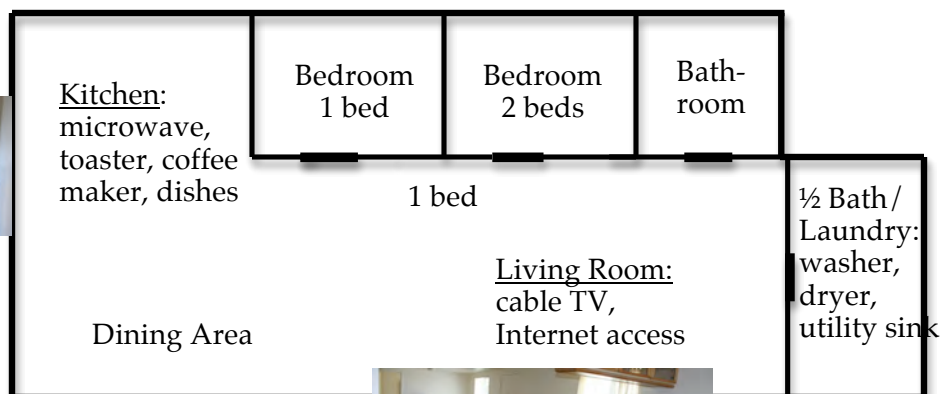 Kitchen:
microwave,
toaster, coffee
maker, dishes
Bedroom
1 bed
Bedroom
2 beds
Bath-
room
1 bed
½ Bath/
Laundry:
washer,
dryer,
utility sink
Living Room:
cable TV,
Internet access
Dining Area